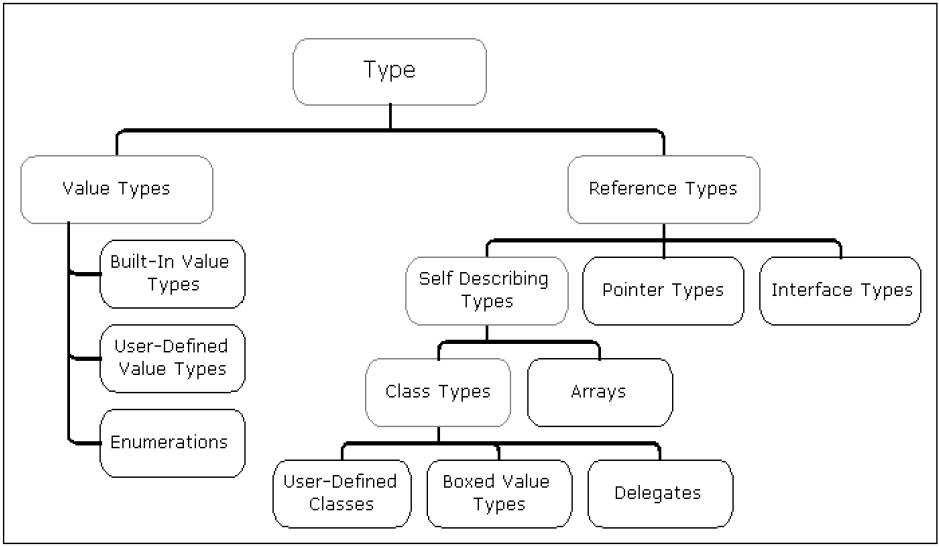 Type
Value Types
Reference Types
Built-In Value
Types
User-Defined
Value Types
Enumerations
Self Describing
Types
Pointer Types
Interface Types
Class Types
Arrays
User-Defined
Classes
Boxed Value
Types
Delegates